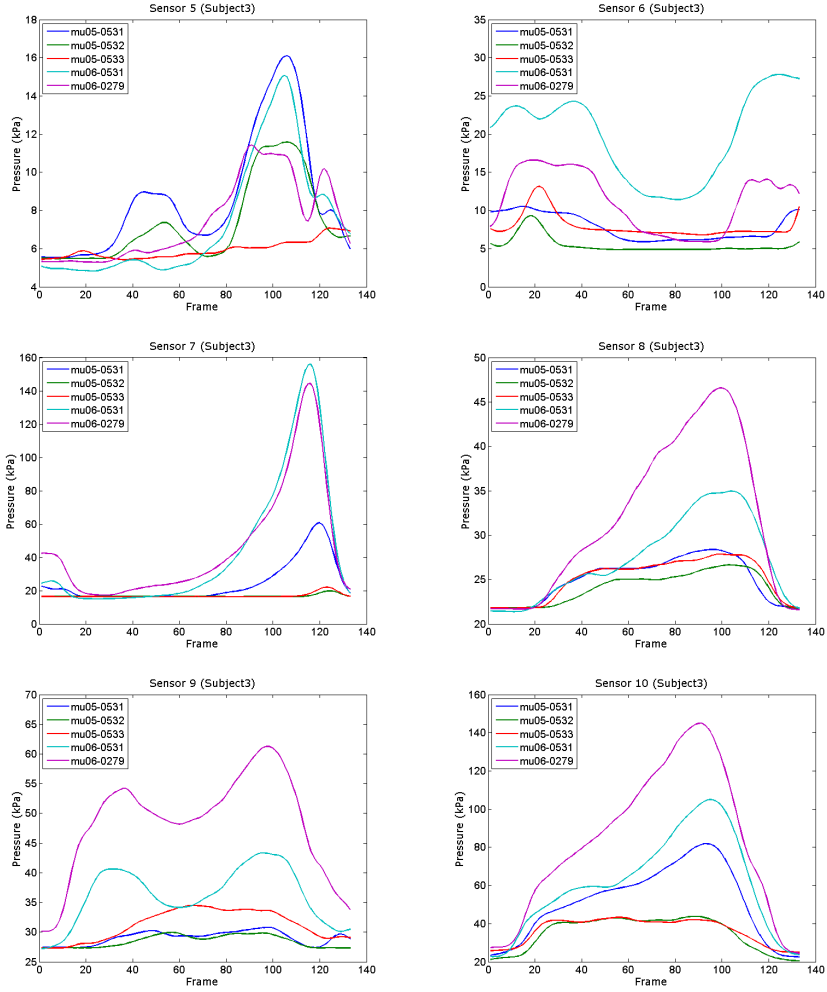 Sensor 5 (Subject3)
18
16
14
12
10
8
6
4
Pressure (kPa)
mu05-0531
mu05-0532
mu05-0533
mu06-0531
mu06-0279
0 20 40 60 80 100 120 140
Frame
Sensor 6 (Subject3)
35
30
25
20
15
10
5
0
Pressure (kPa)
mu05-0531
mu05-0532
mu05-0533
mu06-0531
mu06-0279
0 20 40 60 80 100 120 140
Frame
Sensor 7 (Subject3)
160
140
120
100
80
60
40
20
0
Pressure (kPa)
mu05-0531
mu05-0532
mu05-0533
mu06-0531
mu06-0279
0 20 40 60 80 100 120 140
Frame
Sensor 8 (Subject3)
50
45
40
35
30
25
20
Pressure (kPa)
mu05-0531
mu05-0532
mu05-0533
mu06-0531
mu06-0279
0 20 40 60 80 100 120 140
Frame
Sensor 9 (Subject3)
70
65
60
55
50
45
40
35
30
25
Pressure (kPa)
mu05-0531
mu05-0532
mu05-0533
mu06-0531
mu06-0279
0 20 40 60 80 100 120 140
Frame
Sensor 10 (Subject3)
160
140
120
100
80
60
40
20
Pressure (kPa)
mu05-0531
mu05-0532
mu05-0533
mu06-0531
mu06-0279
0 20 40 60 80 100 120 140
Frame